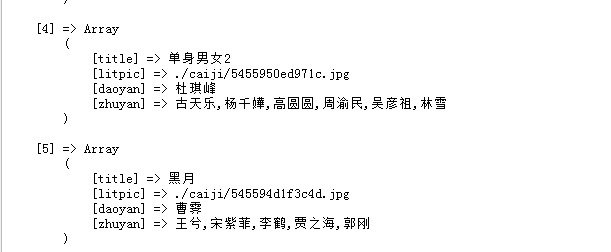 )
[4] => Array
(
[title] => 单身男女2
[litpic] => ./caiji/5455950ed971c.jpg
[daoyan] => 杜琪峰
[zhuyan] => 古天乐,杨千嬅,高圆圆,周渝民,吴彦祖,林雪
)
[5] => Array
(
[title] => 黑月
[litpic] => ./caiji/545594d1f3c4d.jpg
[daoyan] => 曹霁
[zhuyan] => 王兮,宋紫菲,李鹤,贾之海,郭刚
)